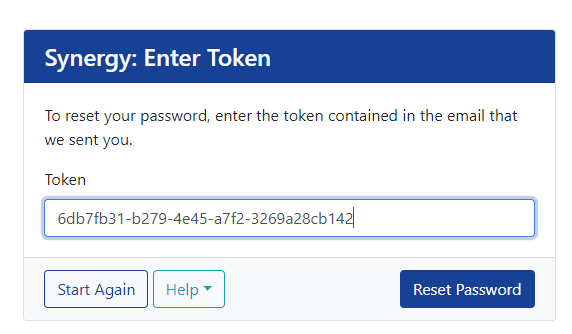 Synergy: Enter Token
To reset your password, enter the token contained in the email that
we sent you.
Token
6db7fb31-b279-4e45-a7f2-3269a28cb142
Start Again
Help
Reset Password